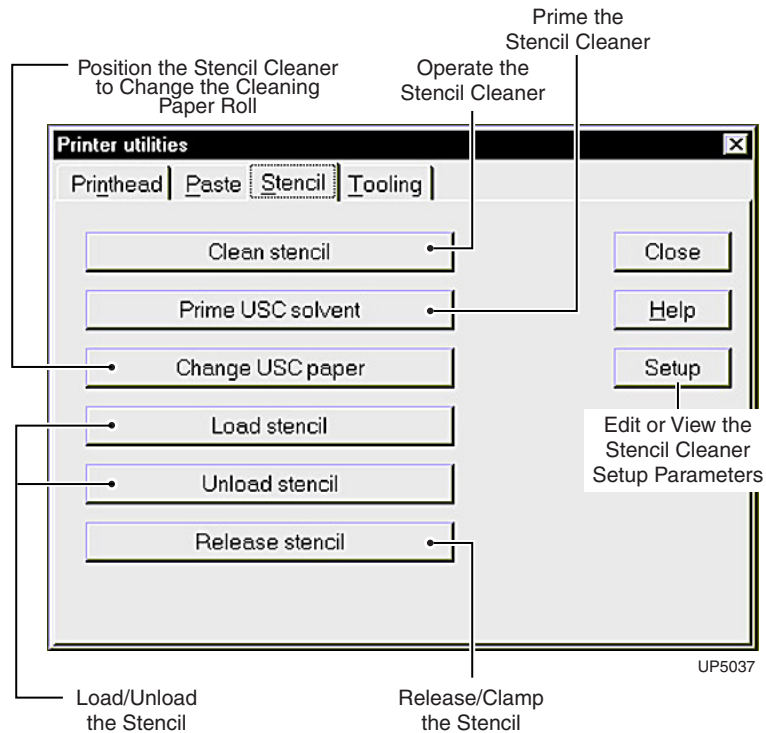 Prime the
Stencil Cleaner
Position the Stencil Cleaner
to Change the Cleaning
Paper Roll
Operate the
Stencil Cleaner
Printer utilities
Printhead Paste Stencil Tooling
Clean stencil
Close
Prime USC solvent
Help
Change USC paper
Setup
Load stencil
Edit or View the
Stencil Cleaner
Setup Parameters
Unload stencil
Release stencil
UP5037
Load/Unload
the Stencil
Release/Clamp
the Stencil